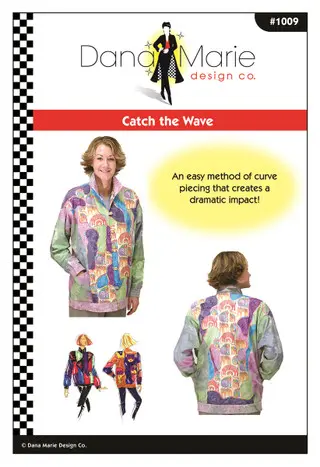 #1009
Dana Marie
design co.
Catch the Wave
An easy method of curve
piecing that creates a
dramatic impact!
© Dana Marie Design Co.